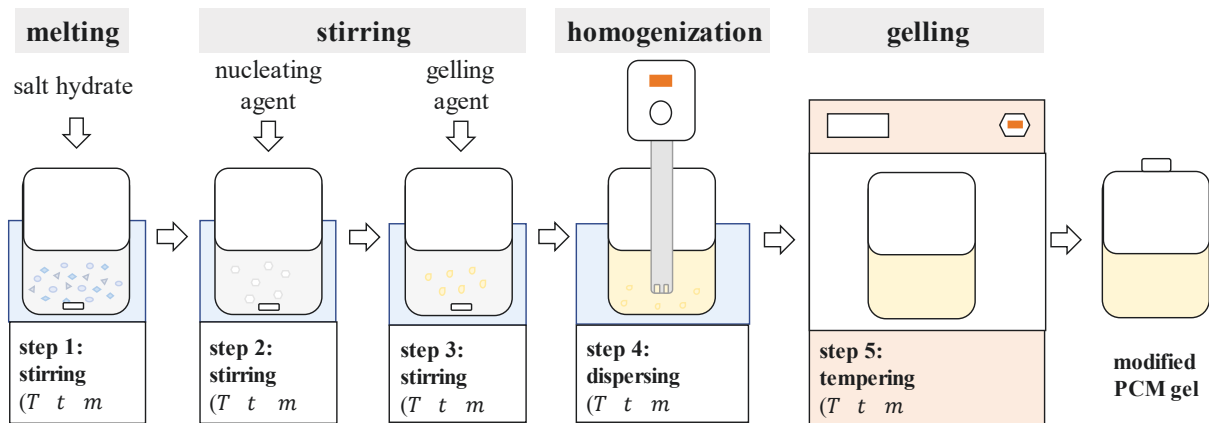 melting
stirring
homogenization
gelling
salt hydrate
nucleating
agent
gelling
agent
step 1:
stirring
(T t m
step 2:
stirring
(T t m
step 3:
stirring
(T t m
step 4:
dispersing
(T t m
step 5:
tempering
(T t m
modified
PCM gel